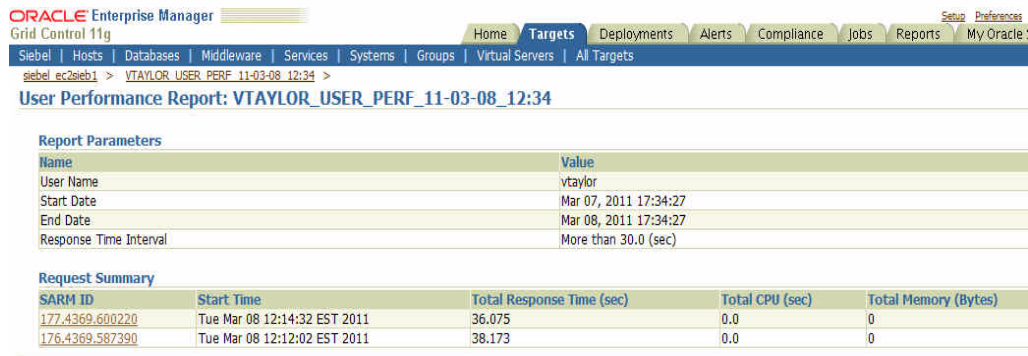 ORACLE Enterprise Manager
Grid Control 11g
Setup Preferences
Home Targets Deployments Alerts Compliance Jobs Reports My Oracle
Siebel | Hosts | Databases | Middleware | Services | Systems | Groups | Virtual Servers | All Targets
siebel_ec2sieb1 > VTAYLOR_USER_PERF_11-03-08_12:34 >
User Performance Report: VTAYLOR_USER_PERF_11-03-08_12:34
Report Parameters
Name Value
User Name vtaylor
Start Date Mar 07, 2011 17:34:27
End Date Mar 08, 2011 17:34:27
Response Time Interval More than 30.0 (sec)
Request Summary
SARM ID Start Time Total Response Time (sec) Total CPU (sec) Total Memory (Bytes)
177.4369.600220 Tue Mar 08 12:14:32 EST 2011 36.075 0.0 0
176.4369.587390 Tue Mar 08 12:12:02 EST 2011 38.173 0.0 0